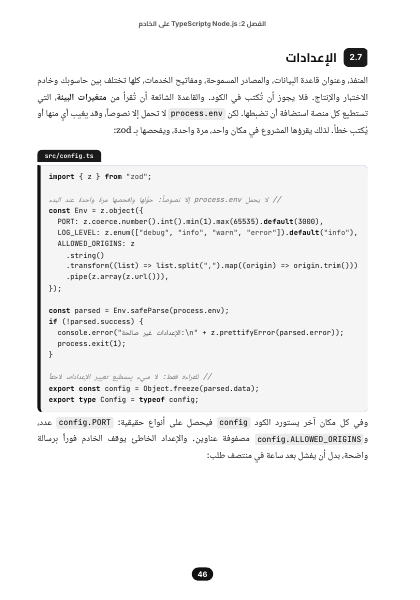 الفصل 2: Node.js وTypeScript على الخادم
2.7 الإعدادات
المنفذ، وعنوان قاعدة البيانات، والمصادر المسموحة، ومفاتيح الخدمات، كلها تختلف بين حاسوبك وخادم
الاختبار والإنتاج. فلا يجوز أن تُكتب في الكود. والقاعدة الشائعة أن تُقرأ من متغيرات البيئة، التي
تستطيع كل منصة استضافة أن تضبطها. لكن process.env لا تحمل إلا نصوصاً، وقد يغيب أي منها أو
يُكتب خطأً. لذلك يقرؤها المشروع في مكان واحد، مرة واحدة، ويفحصها بـ zod:
src/config.ts
import { z } from "zod";
// لا يحمل process.env إلا نصوصاً: حوّلها وافحصها مرة واحدة عند البدء
const Env = z.object({
  PORT: z.coerce.number().int().min(1).max(65535).default(3000),
  LOG_LEVEL: z.enum(["debug", "info", "warn", "error"]).default("info"),
  ALLOWED_ORIGINS: z
    .string()
    .transform((list) => list.split(",").map((origin) => origin.trim()))
    .pipe(z.array(z.url())),
});
const parsed = Env.safeParse(process.env);
if (!parsed.success) {
  console.error("الإعدادات غير صالحة:\n" + z.prettifyError(parsed.error));
  process.exit(1);
}
// للقراءة فقط: لا شيء يستطيع تغيير الإعدادات لاحقاً
export const config = Object.freeze(parsed.data);
export type Config = typeof config;
وفي كل مكان آخر يستورد الكود config فيحصل على أنواع حقيقية: config.PORT عدد،
و config.ALLOWED_ORIGINS مصفوفة عناوين. والإعداد الخاطئ يوقف الخادم فوراً برسالة
واضحة، بدل أن يفشل بعد ساعة في منتصف طلب:
46